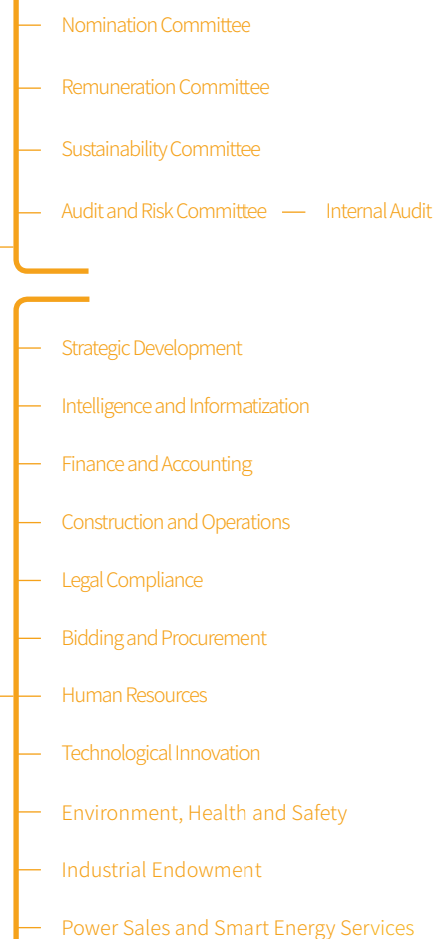 Nomination Committee
Remuneration Committee
Sustainability Committee
Audit and Risk Committee — Internal Audit
Strategic Development
Intelligence and Informatization
Finance and Accounting
Construction and Operations
Legal Compliance
Bidding and Procurement
Human Resources
Technological Innovation
Environment, Health and Safety
Industrial Endowment
Power Sales and Smart Energy Services